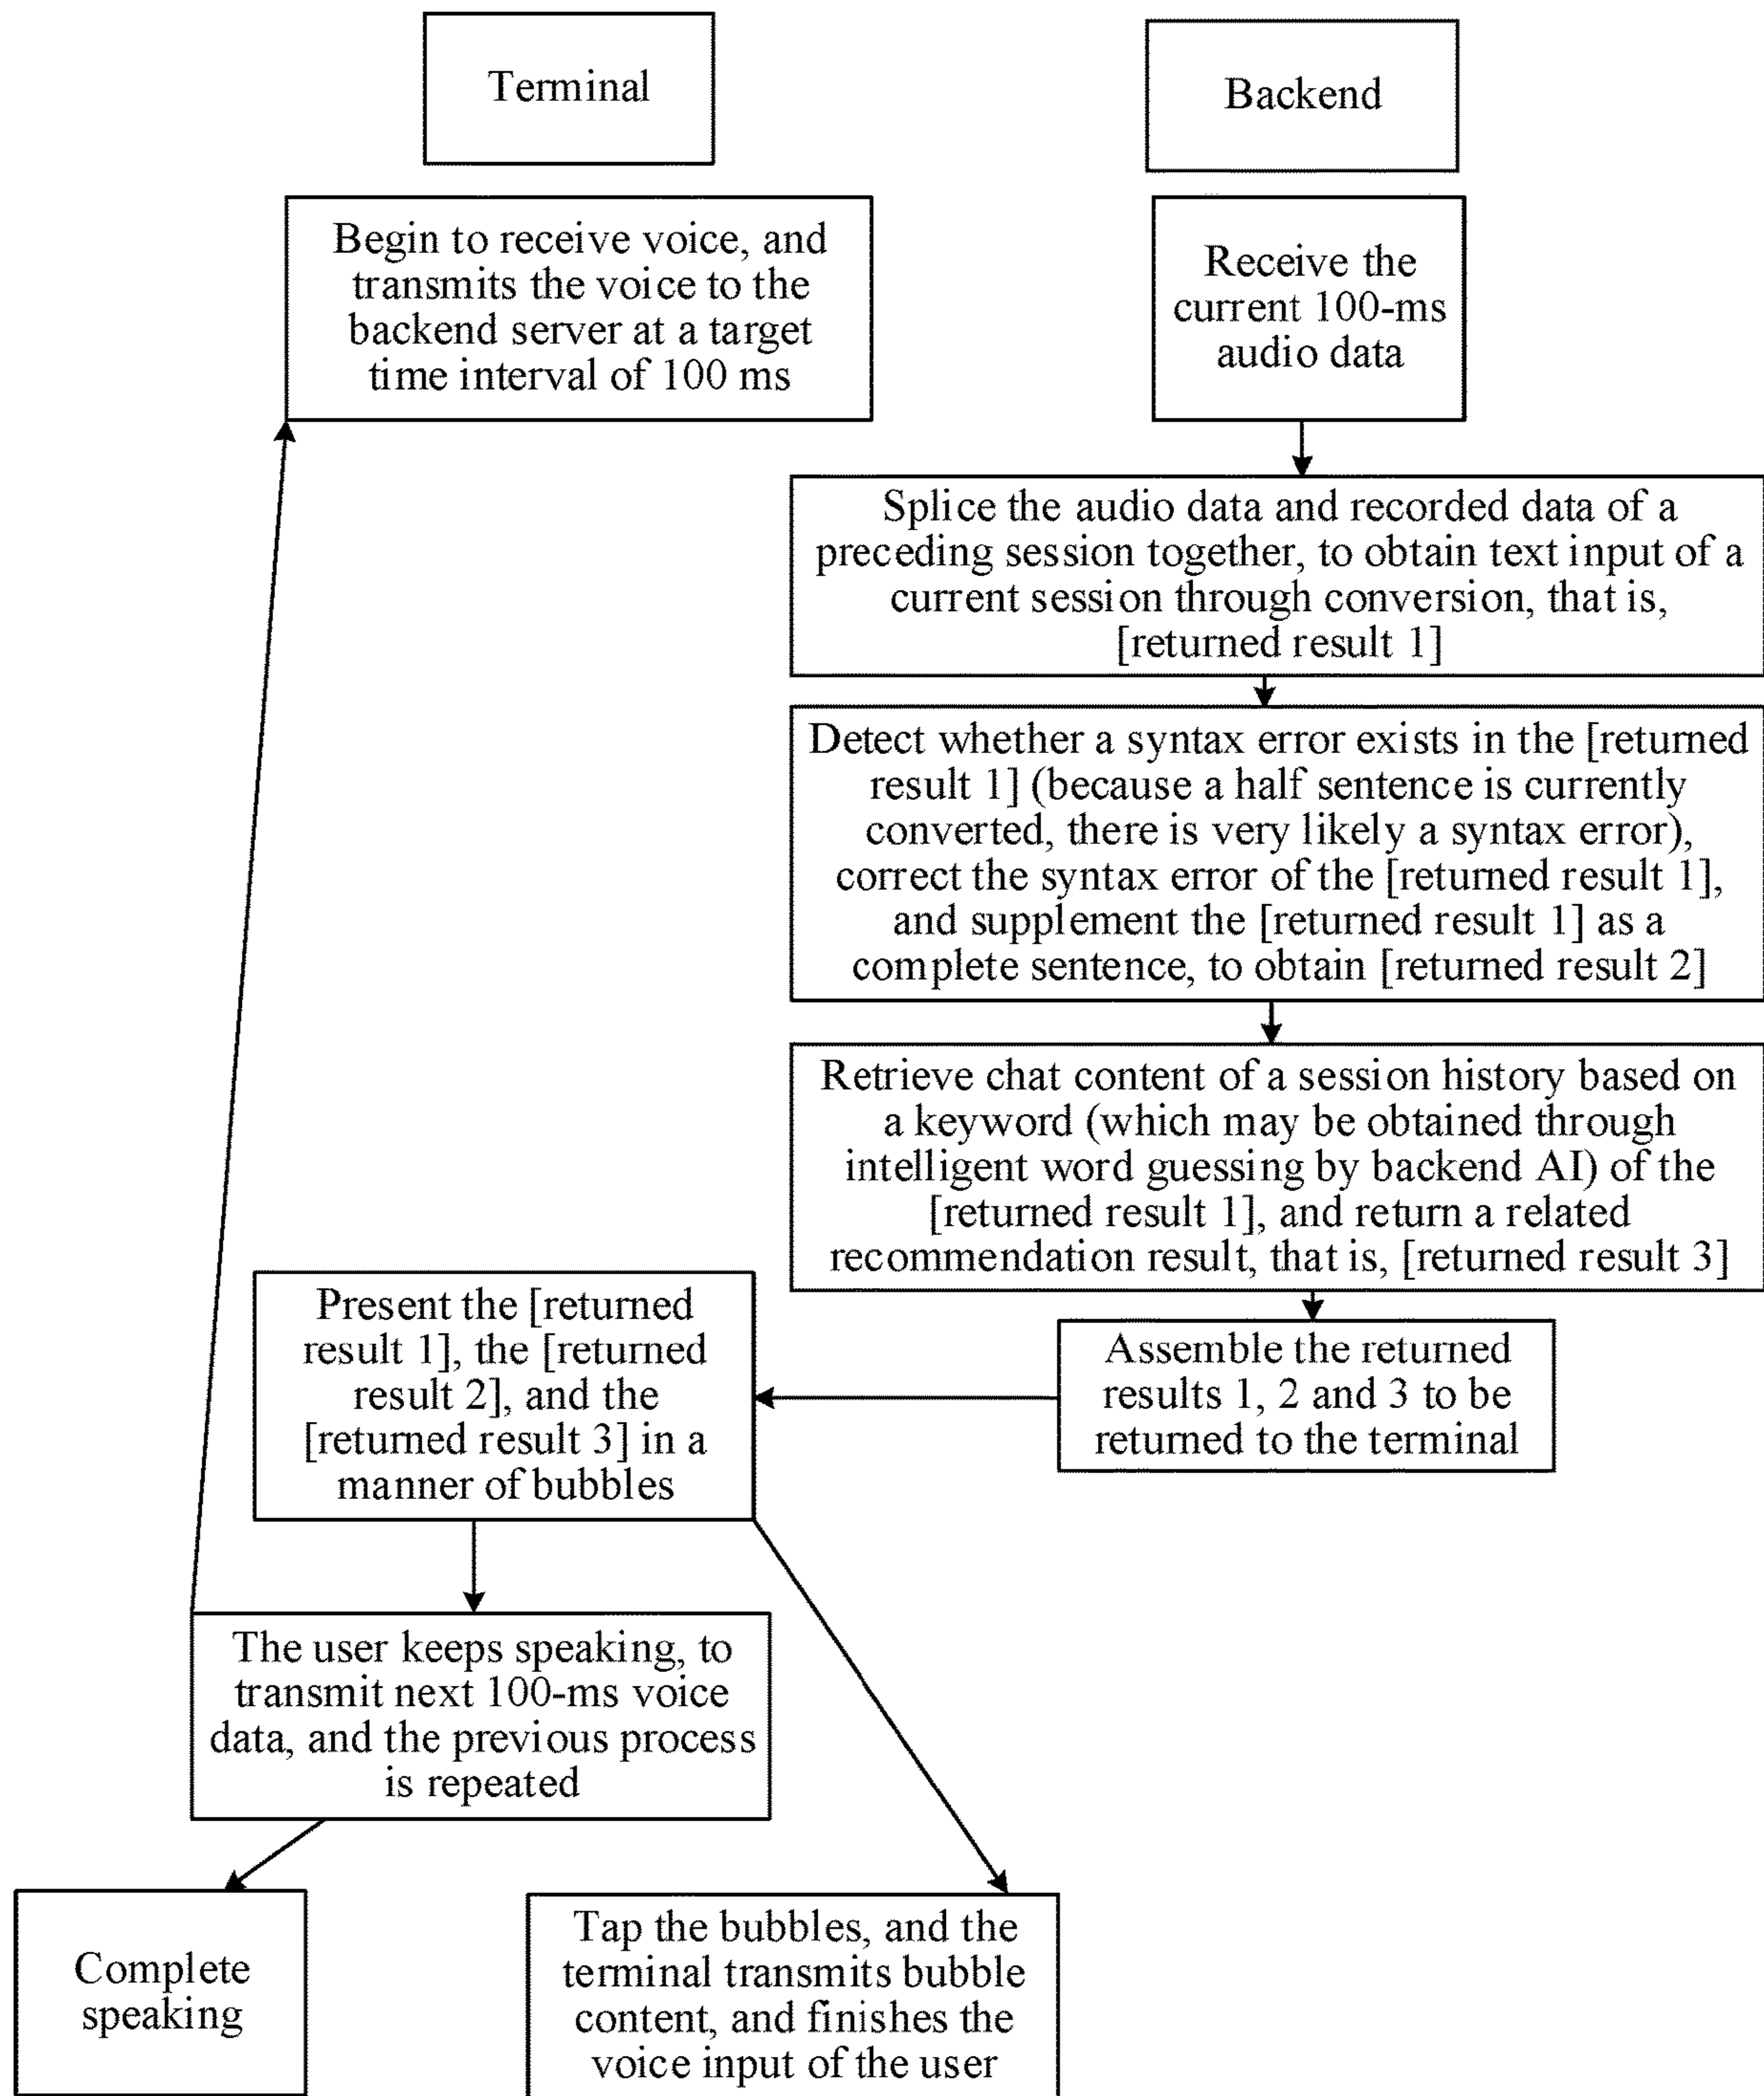 Terminal
Backend
Begin to receive voice, and
transmits the voice to the
backend server at a target
time interval of 100 ms
Receive the
current 100-ms
audio data
Splice the audio data and recorded data of a
preceding session together, to obtain text input of a
current session through conversion, that is,
[returned result 1]
Detect whether a syntax error exists in the [returned
result 1] (because a half sentence is currently
converted, there is very likely a syntax error),
correct the syntax error of the [returned result 1],
and supplement the [returned result 1] as a
complete sentence, to obtain [returned result 2]
Retrieve chat content of a session history based on
a keyword (which may be obtained through
intelligent word guessing by backend AI) of the
[returned result 1], and return a related
recommendation result, that is, [returned result 3]
Assemble the returned
results 1, 2 and 3 to be
returned to the terminal
Present the [returned
result 1], the [returned
result 2], and the
[returned result 3] in a
manner of bubbles
The user keeps speaking, to
transmit next 100-ms voice
data, and the previous process
is repeated
Complete
speaking
Tap the bubbles, and the
terminal transmits bubble
content, and finishes the
voice input of the user